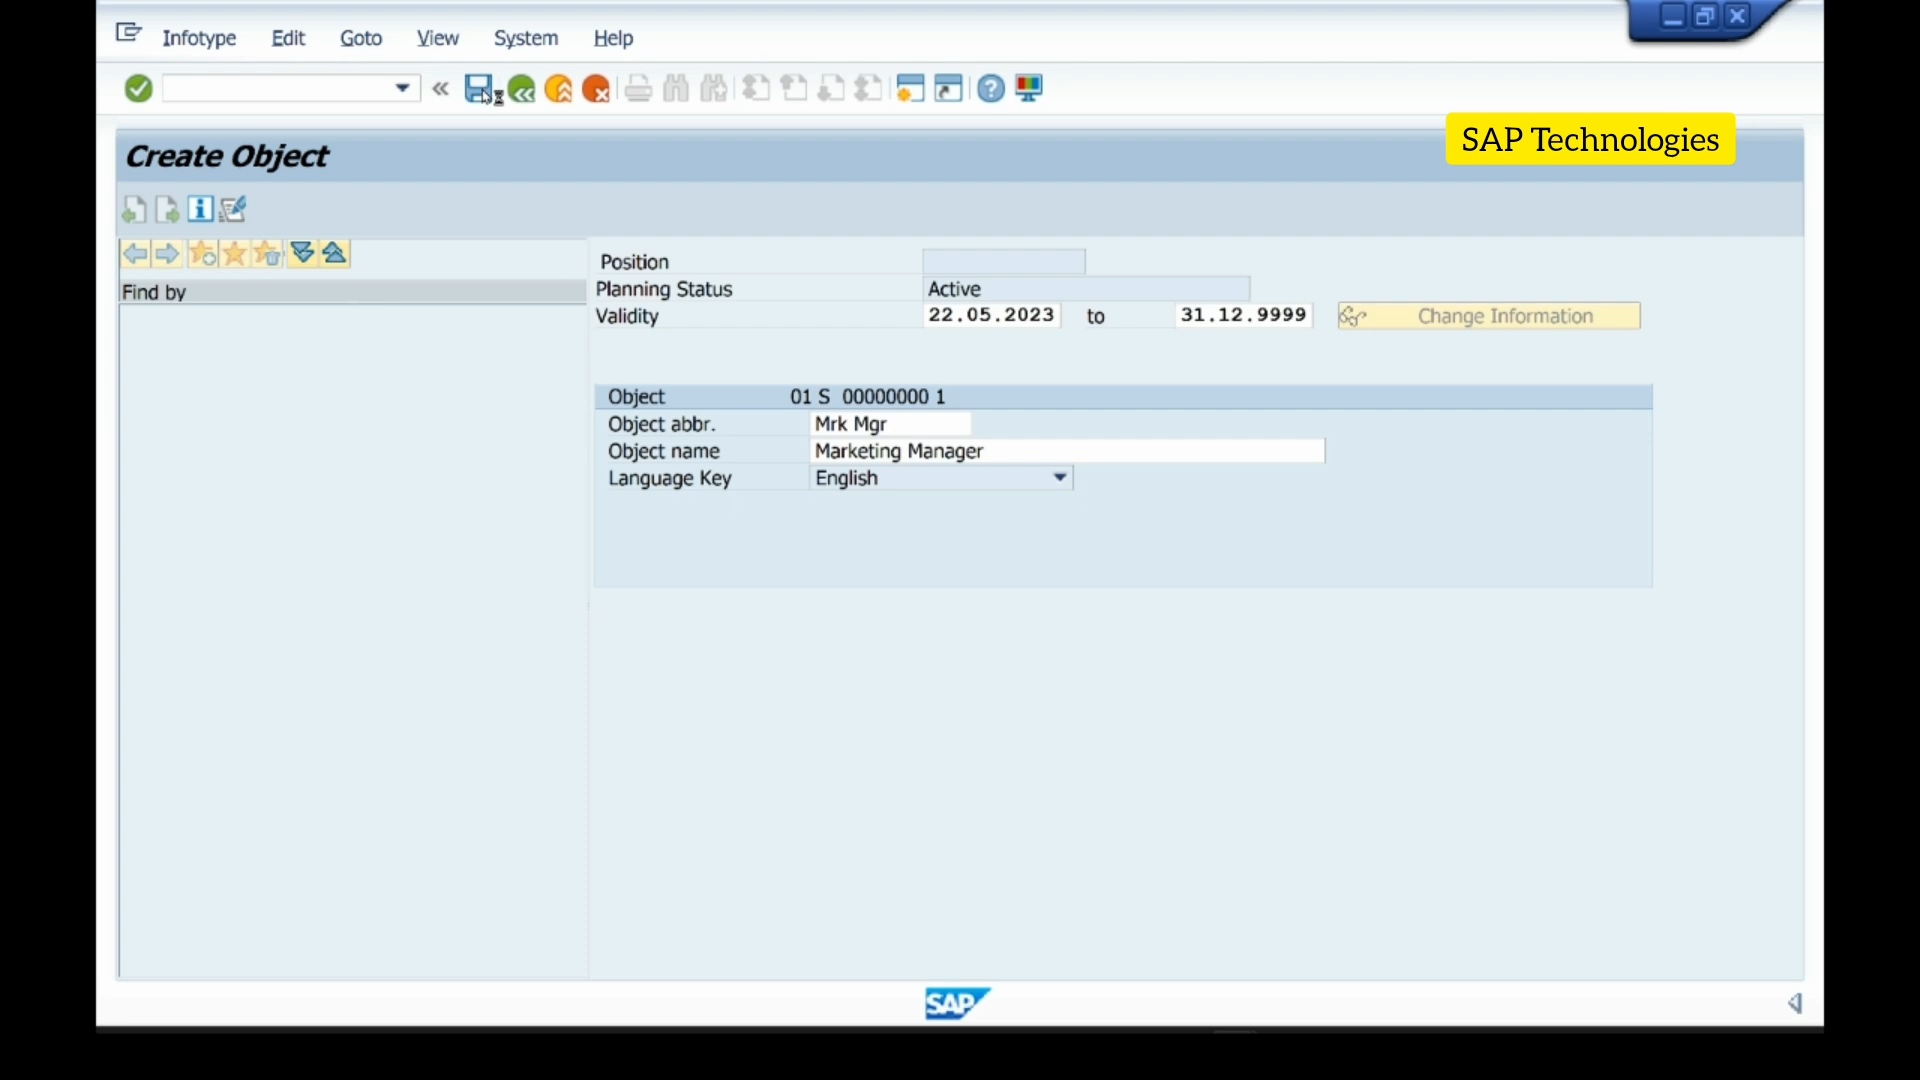 Infotype Edit Goto View System Help
SAP Technologies
Create Object
Find by
Position
Planning Status Active
Validity 22.05.2023 to 31.12.9999 Change Information
Object 01 S 00000000 1
Object abbr. Mrk Mgr
Object name Marketing Manager
Language Key English
SAP